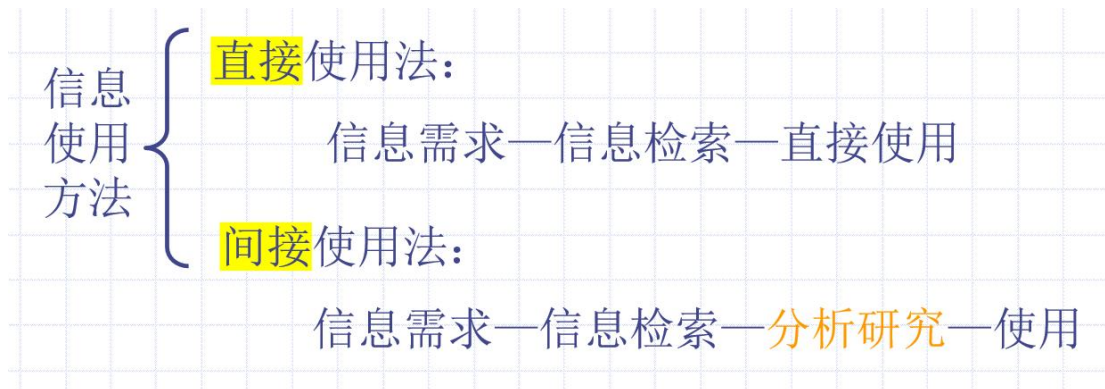 信息
使用
方法
直接使用法：
信息需求—信息检索—直接使用
间接使用法：
信息需求—信息检索—分析研究—使用